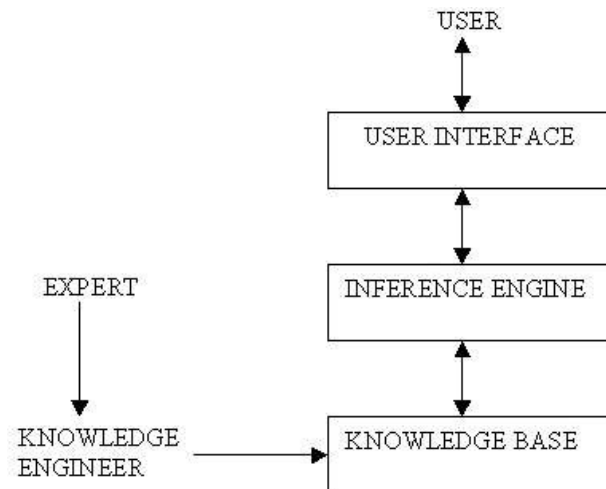 USER
USER INTERFACE
EXPERT
INFERENCE ENGINE
KNOWLEDGE
ENGINEER
KNOWLEDGE BASE